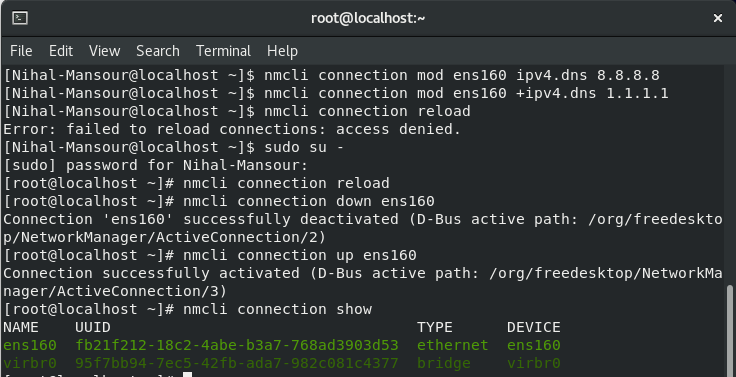 root@localhost:~
File Edit View Search Terminal Help
[Nihal-Mansour@localhost ~]$ nmcli connection mod ens160 ipv4.dns 8.8.8.8
[Nihal-Mansour@localhost ~]$ nmcli connection mod ens160 +ipv4.dns 1.1.1.1
[Nihal-Mansour@localhost ~]$ nmcli connection reload
Error: failed to reload connections: access denied.
[Nihal-Mansour@localhost ~]$ sudo su -
[sudo] password for Nihal-Mansour:
[root@localhost ~]# nmcli connection reload
[root@localhost ~]# nmcli connection down ens160
Connection 'ens160' successfully deactivated (D-Bus active path: /org/freedeskto
p/NetworkManager/ActiveConnection/2)
[root@localhost ~]# nmcli connection up ens160
Connection successfully activated (D-Bus active path: /org/freedesktop/NetworkMa
nager/ActiveConnection/3)
[root@localhost ~]# nmcli connection show
NAME    UUID                                  TYPE      DEVICE
ens160  fb21f212-18c2-4abe-b3a7-768ad3903d53  ethernet  ens160
virbr0  95f7bb94-7ec5-42fb-ada7-982c081c4377  bridge    virbr0